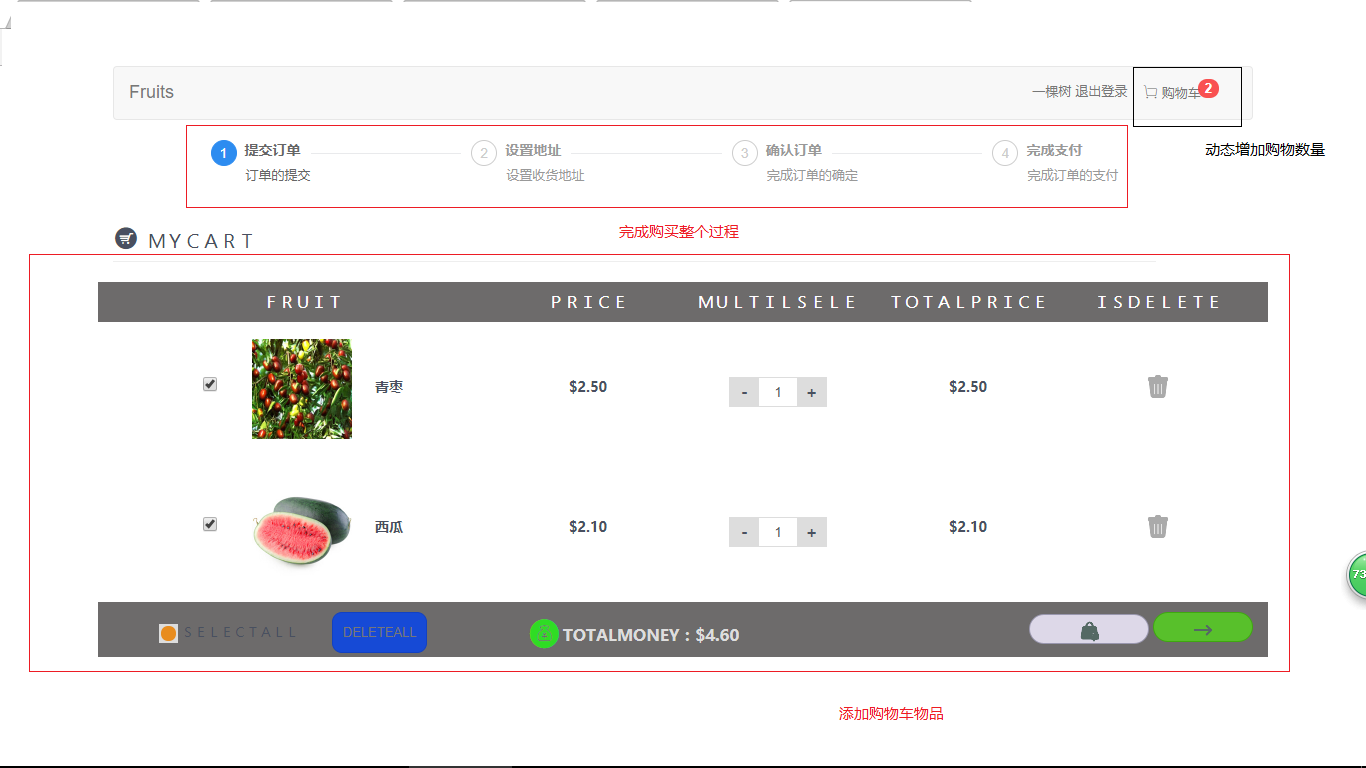 Fruits
一棵树 退出登录 购物车 2
1 提交订单 2 设置地址 3 确认订单 4 完成支付
订单的提交 设置收货地址 完成订单的确定 完成订单的支付
动态增加购物数量
完成购买整个过程
MYCART
FRUIT PRICE MULTILSELE TOTALPRICE ISDELETE
青枣 $2.50 - 1 + $2.50
西瓜 $2.10 - 1 + $2.10
73
SELECTALL DELETEALL TOTALMONEY : $4.60
添加购物车物品